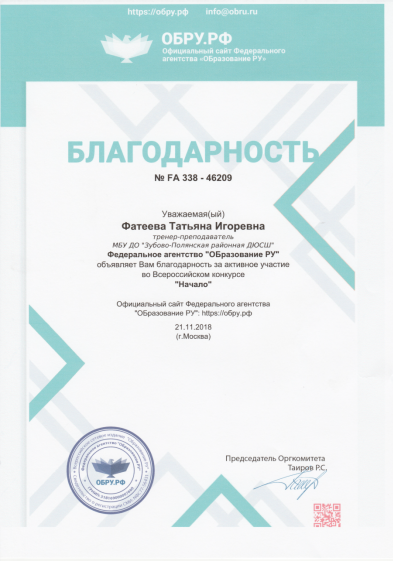 https://обру.рф info@obru.ru
ОБРУ.РФ
Официальный сайт Федерального
агентства «ОБразование РУ»
БЛАГОДАРНОСТЬ
№ FA 338 - 46209
Уважаемая(ый)
Фатеева Татьяна Игоревна
тренер-преподаватель
МБУ ДО "Зубово-Полянская районная ДЮСШ"
Федеральное агентство "ОБразование РУ"
объявляет Вам благодарность за активное участие
во Всероссийском конкурсе
"Начало"
Официальный сайт Федерального агентства
"ОБразование РУ": https://обру.рф
21.11.2018
(г.Москва)
Председатель Оргкомитета
Таиров Р.С.
ОБРУ.РФ